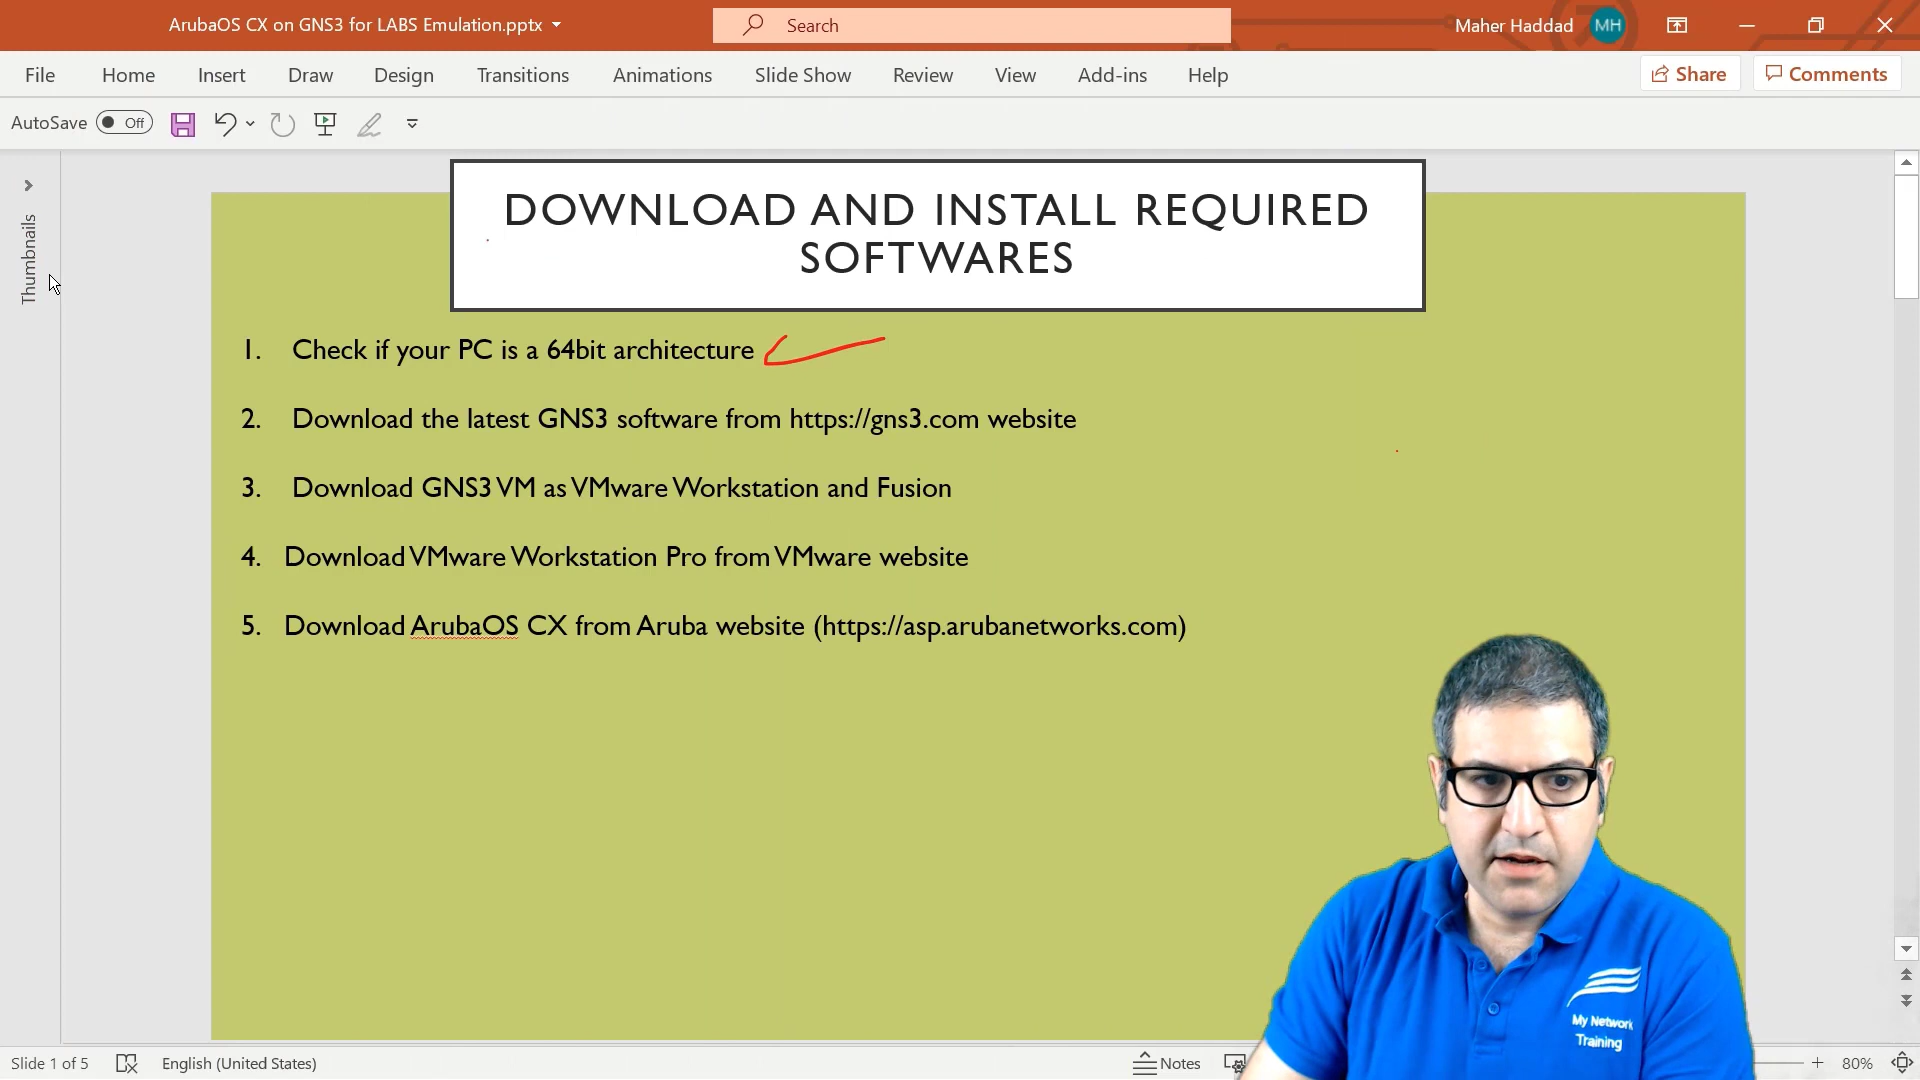 ArubaOS CX on GNS3 for LABS Emulation.pptx
Search
Maher Haddad
MH
File Home Insert Draw Design Transitions Animations Slide Show Review View Add-ins Help
Share
Comments
AutoSave Off
Thumbnails
DOWNLOAD AND INSTALL REQUIRED
SOFTWARES
1. Check if your PC is a 64bit architecture
2. Download the latest GNS3 software from https://gns3.com website
3. Download GNS3 VM as VMware Workstation and Fusion
4. Download VMware Workstation Pro from VMware website
5. Download ArubaOS CX from Aruba website (https://asp.arubanetworks.com)
My Network
Training
Slide 1 of 5
English (United States)
Notes
80%